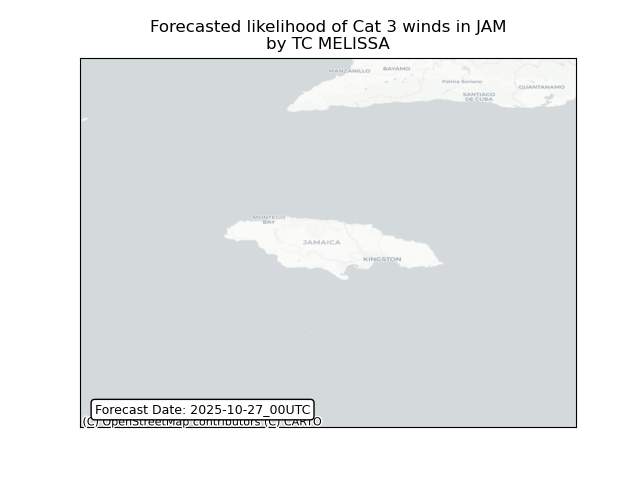 Forecasted likelihood of Cat 3 winds in JAM
by TC MELISSA
MANZANILLO
BAYAMO
Palma Soriano
GUANTANAMO
SANTIAGO
DE CUBA
MONTEGO
BAY
JAMAICA
KINGSTON
Forecast Date: 2025-10-27_00UTC
(C) OpenStreetMap contributors (C) CARTO